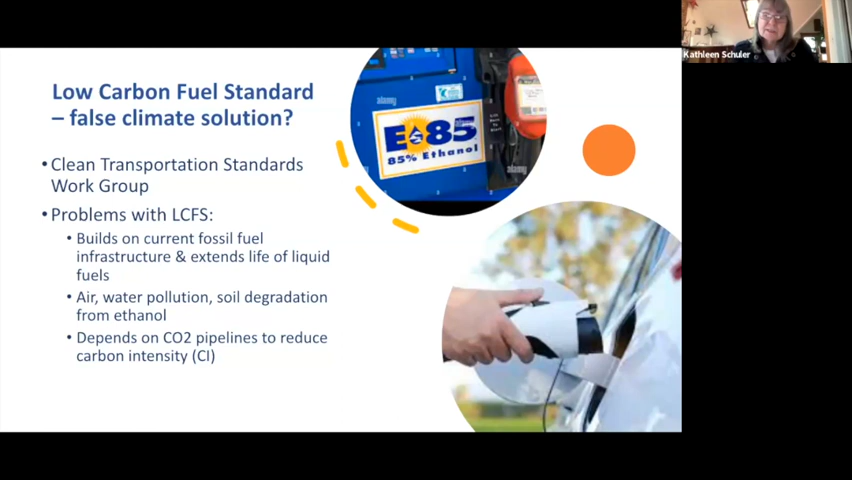 Kathleen Schuler
Low Carbon Fuel Standard
– false climate solution?
• Clean Transportation Standards
Work Group
• Problems with LCFS:
• Builds on current fossil fuel
infrastructure & extends life of liquid
fuels
• Air, water pollution, soil degradation
from ethanol
• Depends on CO2 pipelines to reduce
carbon intensity (CI)
alamy
E85
85% Ethanol
alamy